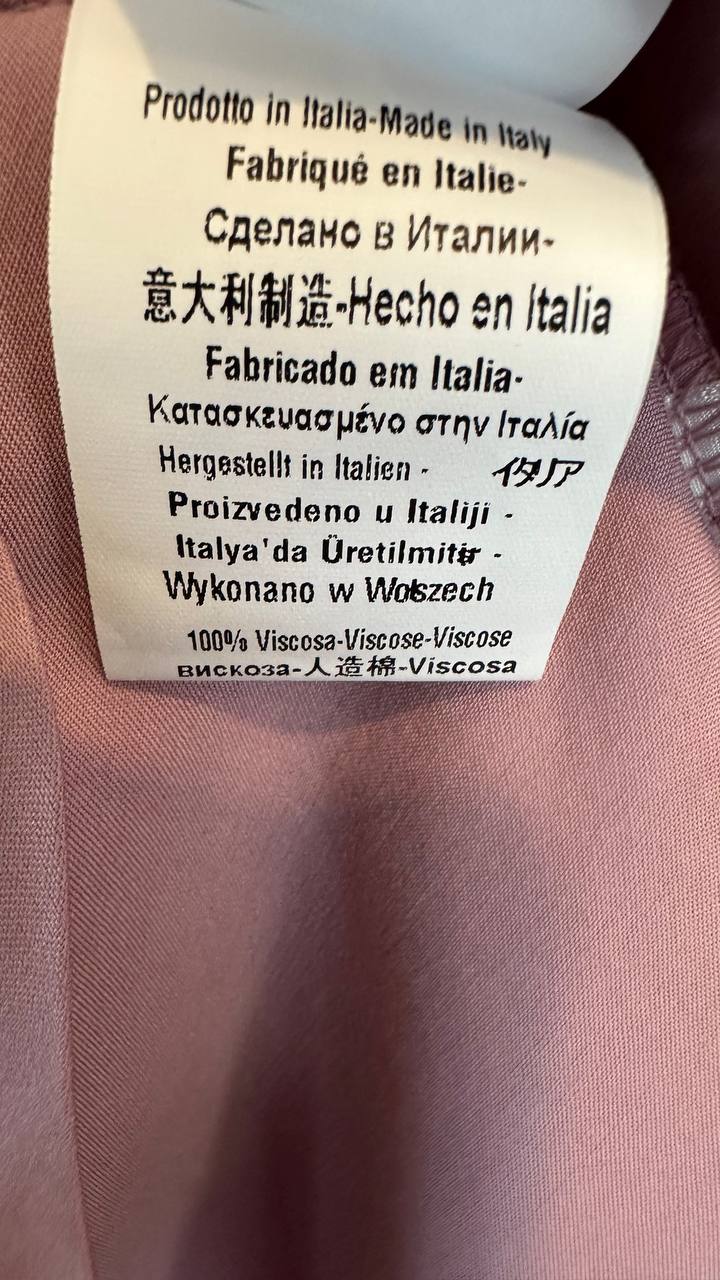 Prodotto in Italia-Made in Italy
Fabriqué en Italie-
Сделано в Италии-
意大利制造-Hecho en Italia
Fabricado em Italia-
Κατασκευασμένο στην Ιταλία
Hergestellt in Italien - イタリア
Proizvedeno u Italiji -
Italya'da Üretilmitir -
Wykonano w Wołszech
100% Viscosa-Viscose-Viscose
вискоза-人造棉-Viscosa